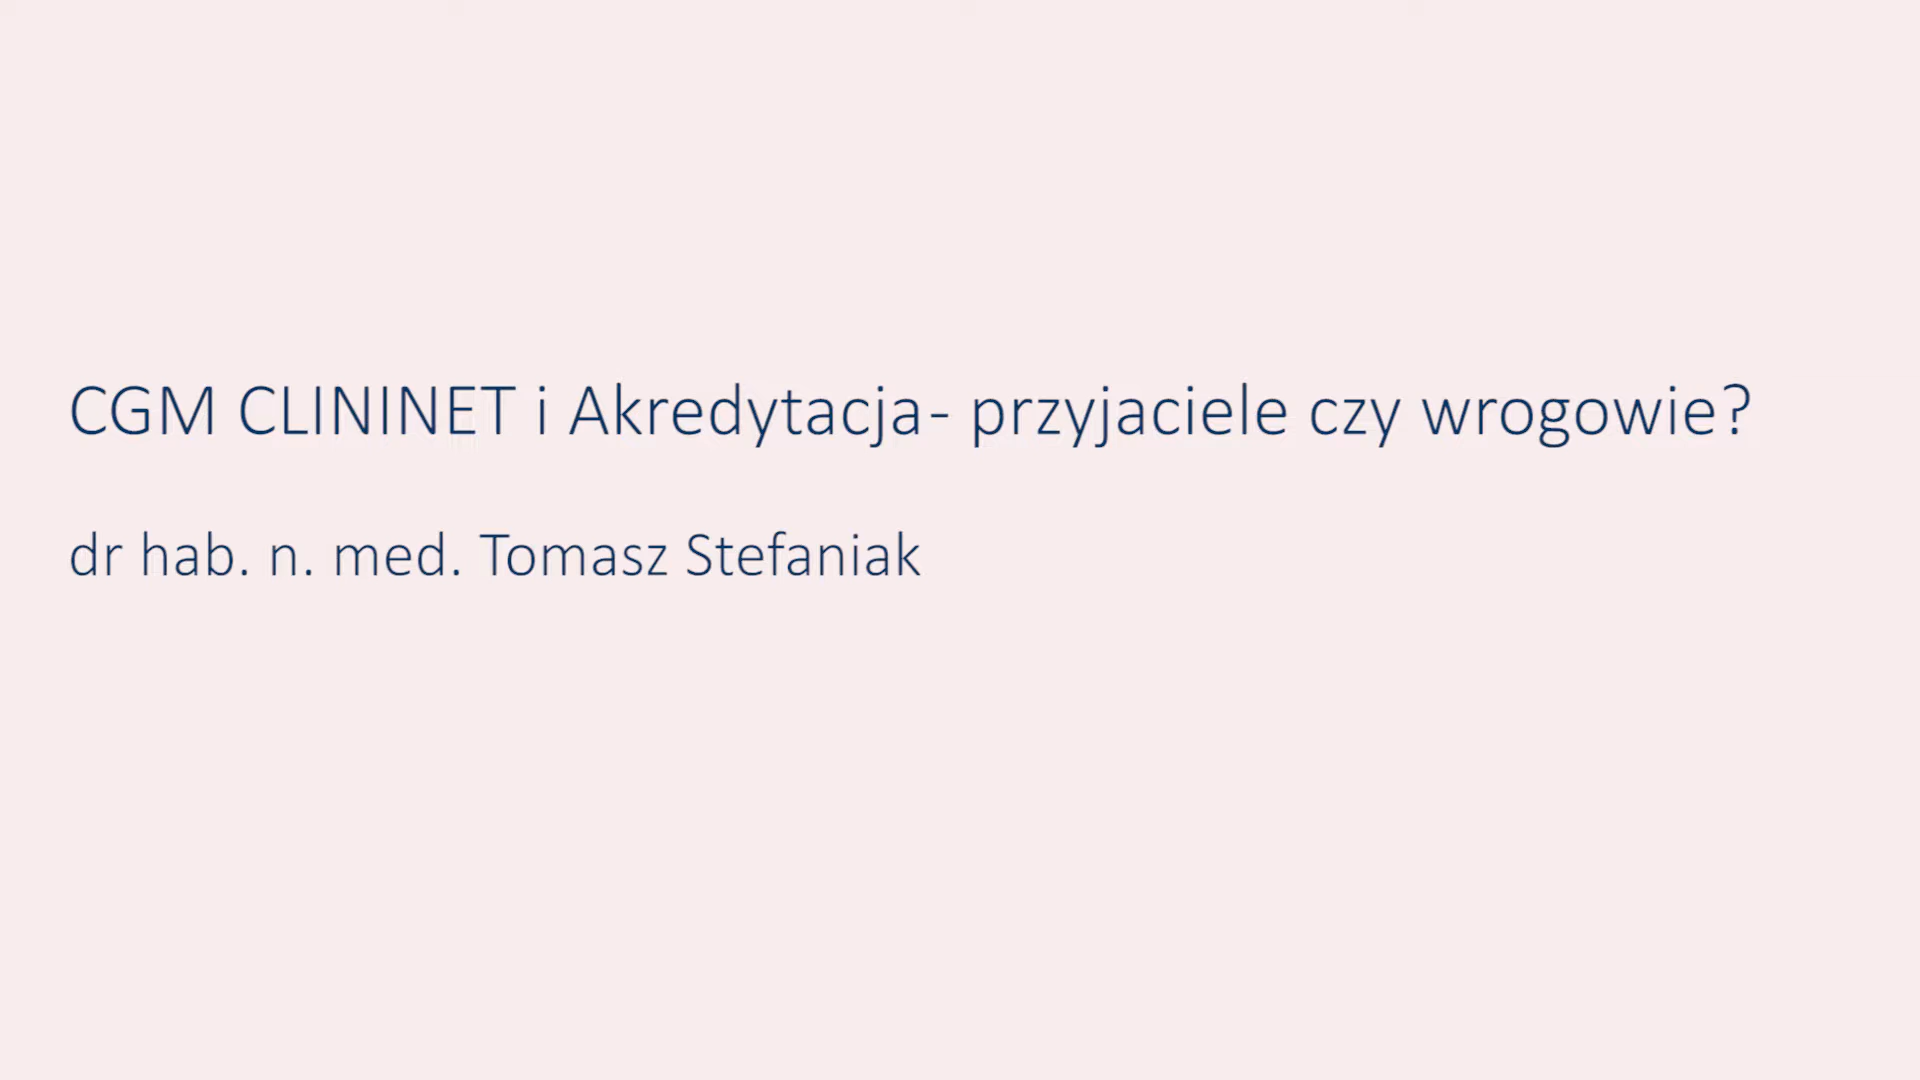 CGM CLININET i Akredytacja- przyjaciele czy wrogowie?
dr hab. n. med. Tomasz Stefaniak